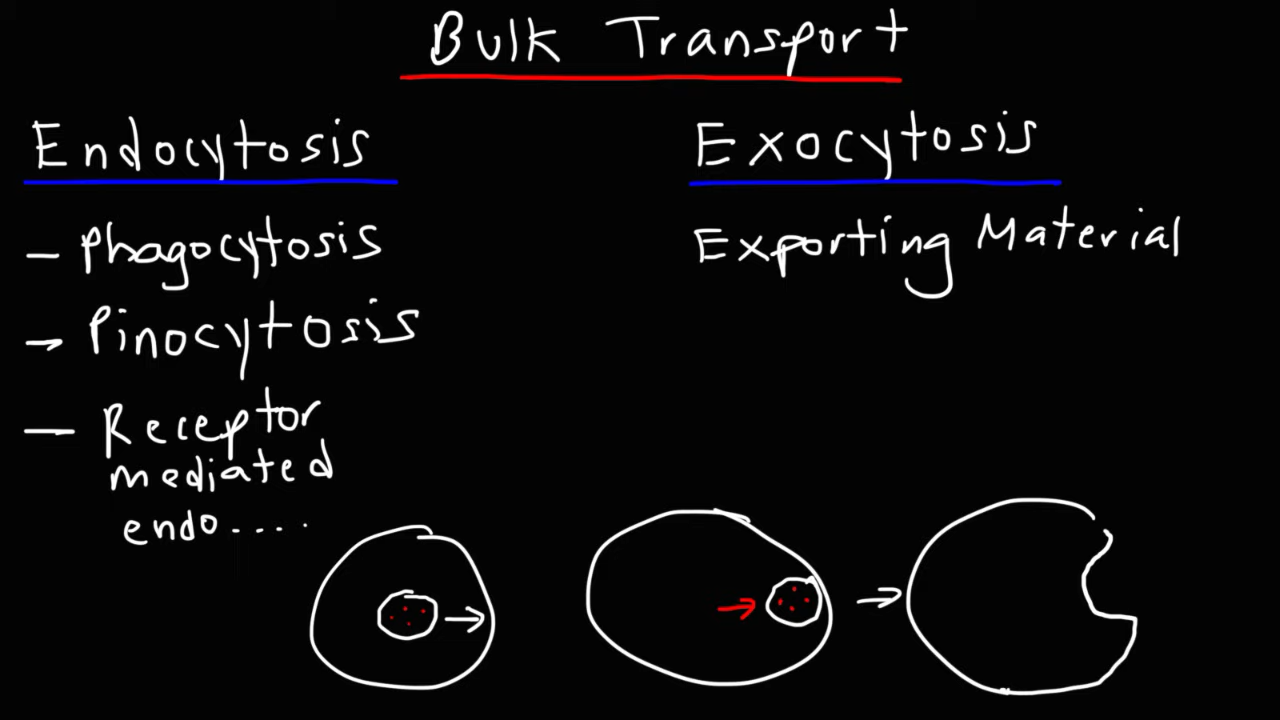 Bulk Transport
Endocytosis
- Phagocytosis
- Pinocytosis
- Receptor
mediated
endo....
Exocytosis
Exporting Material